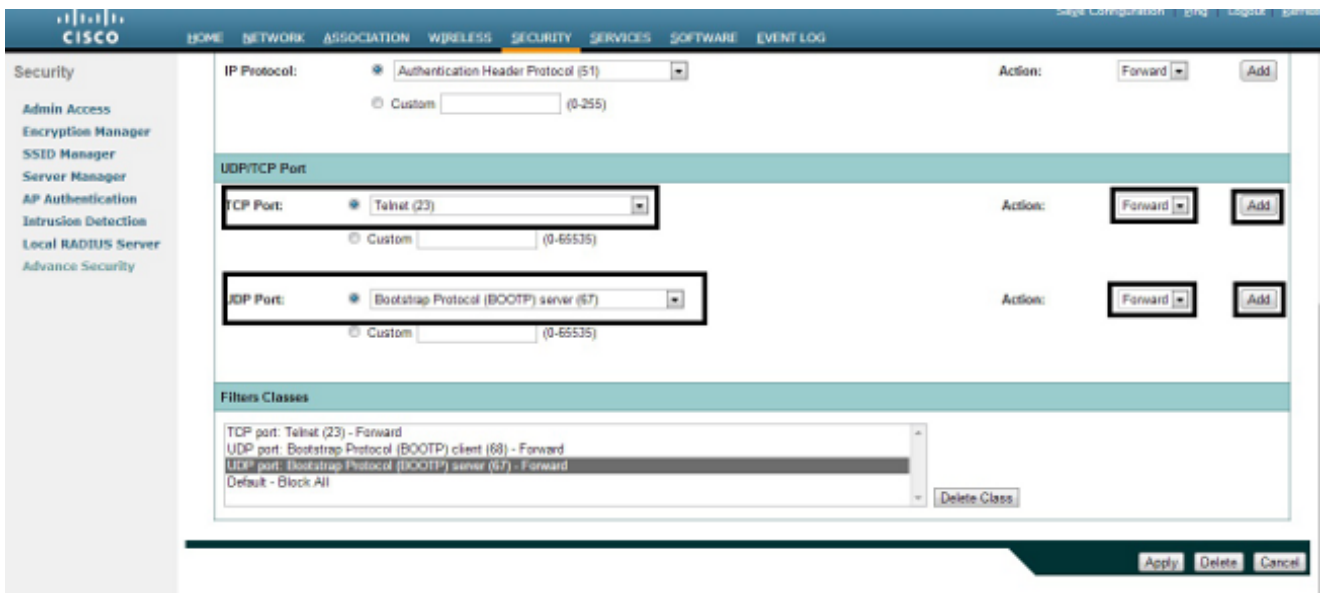 Save Configuration | Ping | Logout | Refresh
CISCO
HOME NETWORK ASSOCIATION WIRELESS SECURITY SERVICES SOFTWARE EVENT LOG
Security
Admin Access
Encryption Manager
SSID Manager
Server Manager
AP Authentication
Intrusion Detection
Local RADIUS Server
Advance Security
IP Protocol: Authentication Header Protocol (51) Action: Forward Add
Custom (0-255)
UDP/TCP Port
TCP Port: Telnet (23) Action: Forward Add
Custom (0-65535)
UDP Port: Bootstrap Protocol (BOOTP) server (67) Action: Forward Add
Custom (0-65535)
Filters Classes
TCP port: Telnet (23) - Forward
UDP port: Bootstrap Protocol (BOOTP) client (68) - Forward
UDP port: Bootstrap Protocol (BOOTP) server (67) - Forward
Default - Block All
Delete Class
Apply Delete Cancel